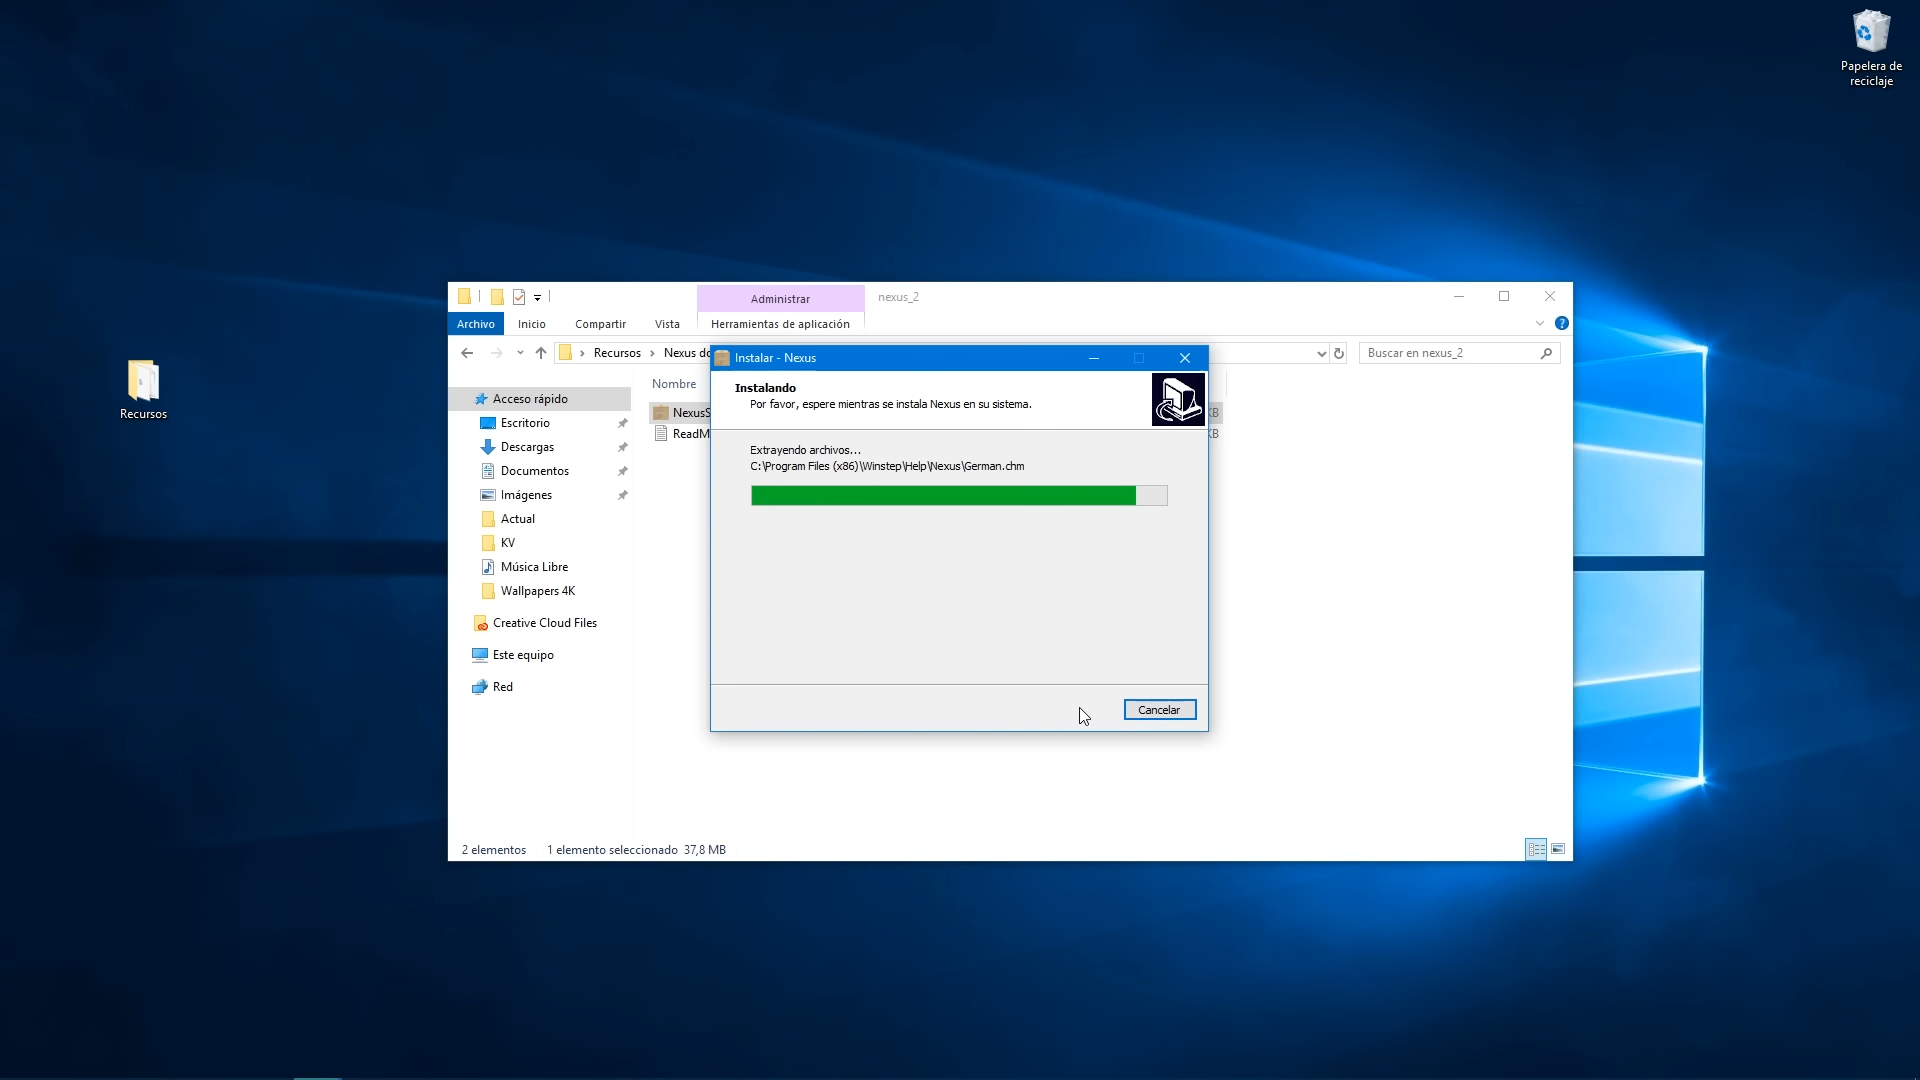 Papelera de
reciclaje
Recursos
Administrar
nexus_2
Archivo
Inicio
Compartir
Vista
Herramientas de aplicación
Recursos
Nexus
Buscar en nexus_2
Nombre
Acceso rápido
Escritorio
Descargas
Documentos
Imágenes
Actual
KV
Música Libre
Wallpapers 4K
Creative Cloud Files
Este equipo
Red
KB
KB
Instalar - Nexus
Instalando
Por favor, espere mientras se instala Nexus en su sistema.
Extrayendo archivos...
C:\Program Files (x86)\Winstep\Help\Nexus\German.chm
Cancelar
2 elementos
1 elemento seleccionado 37,8 MB